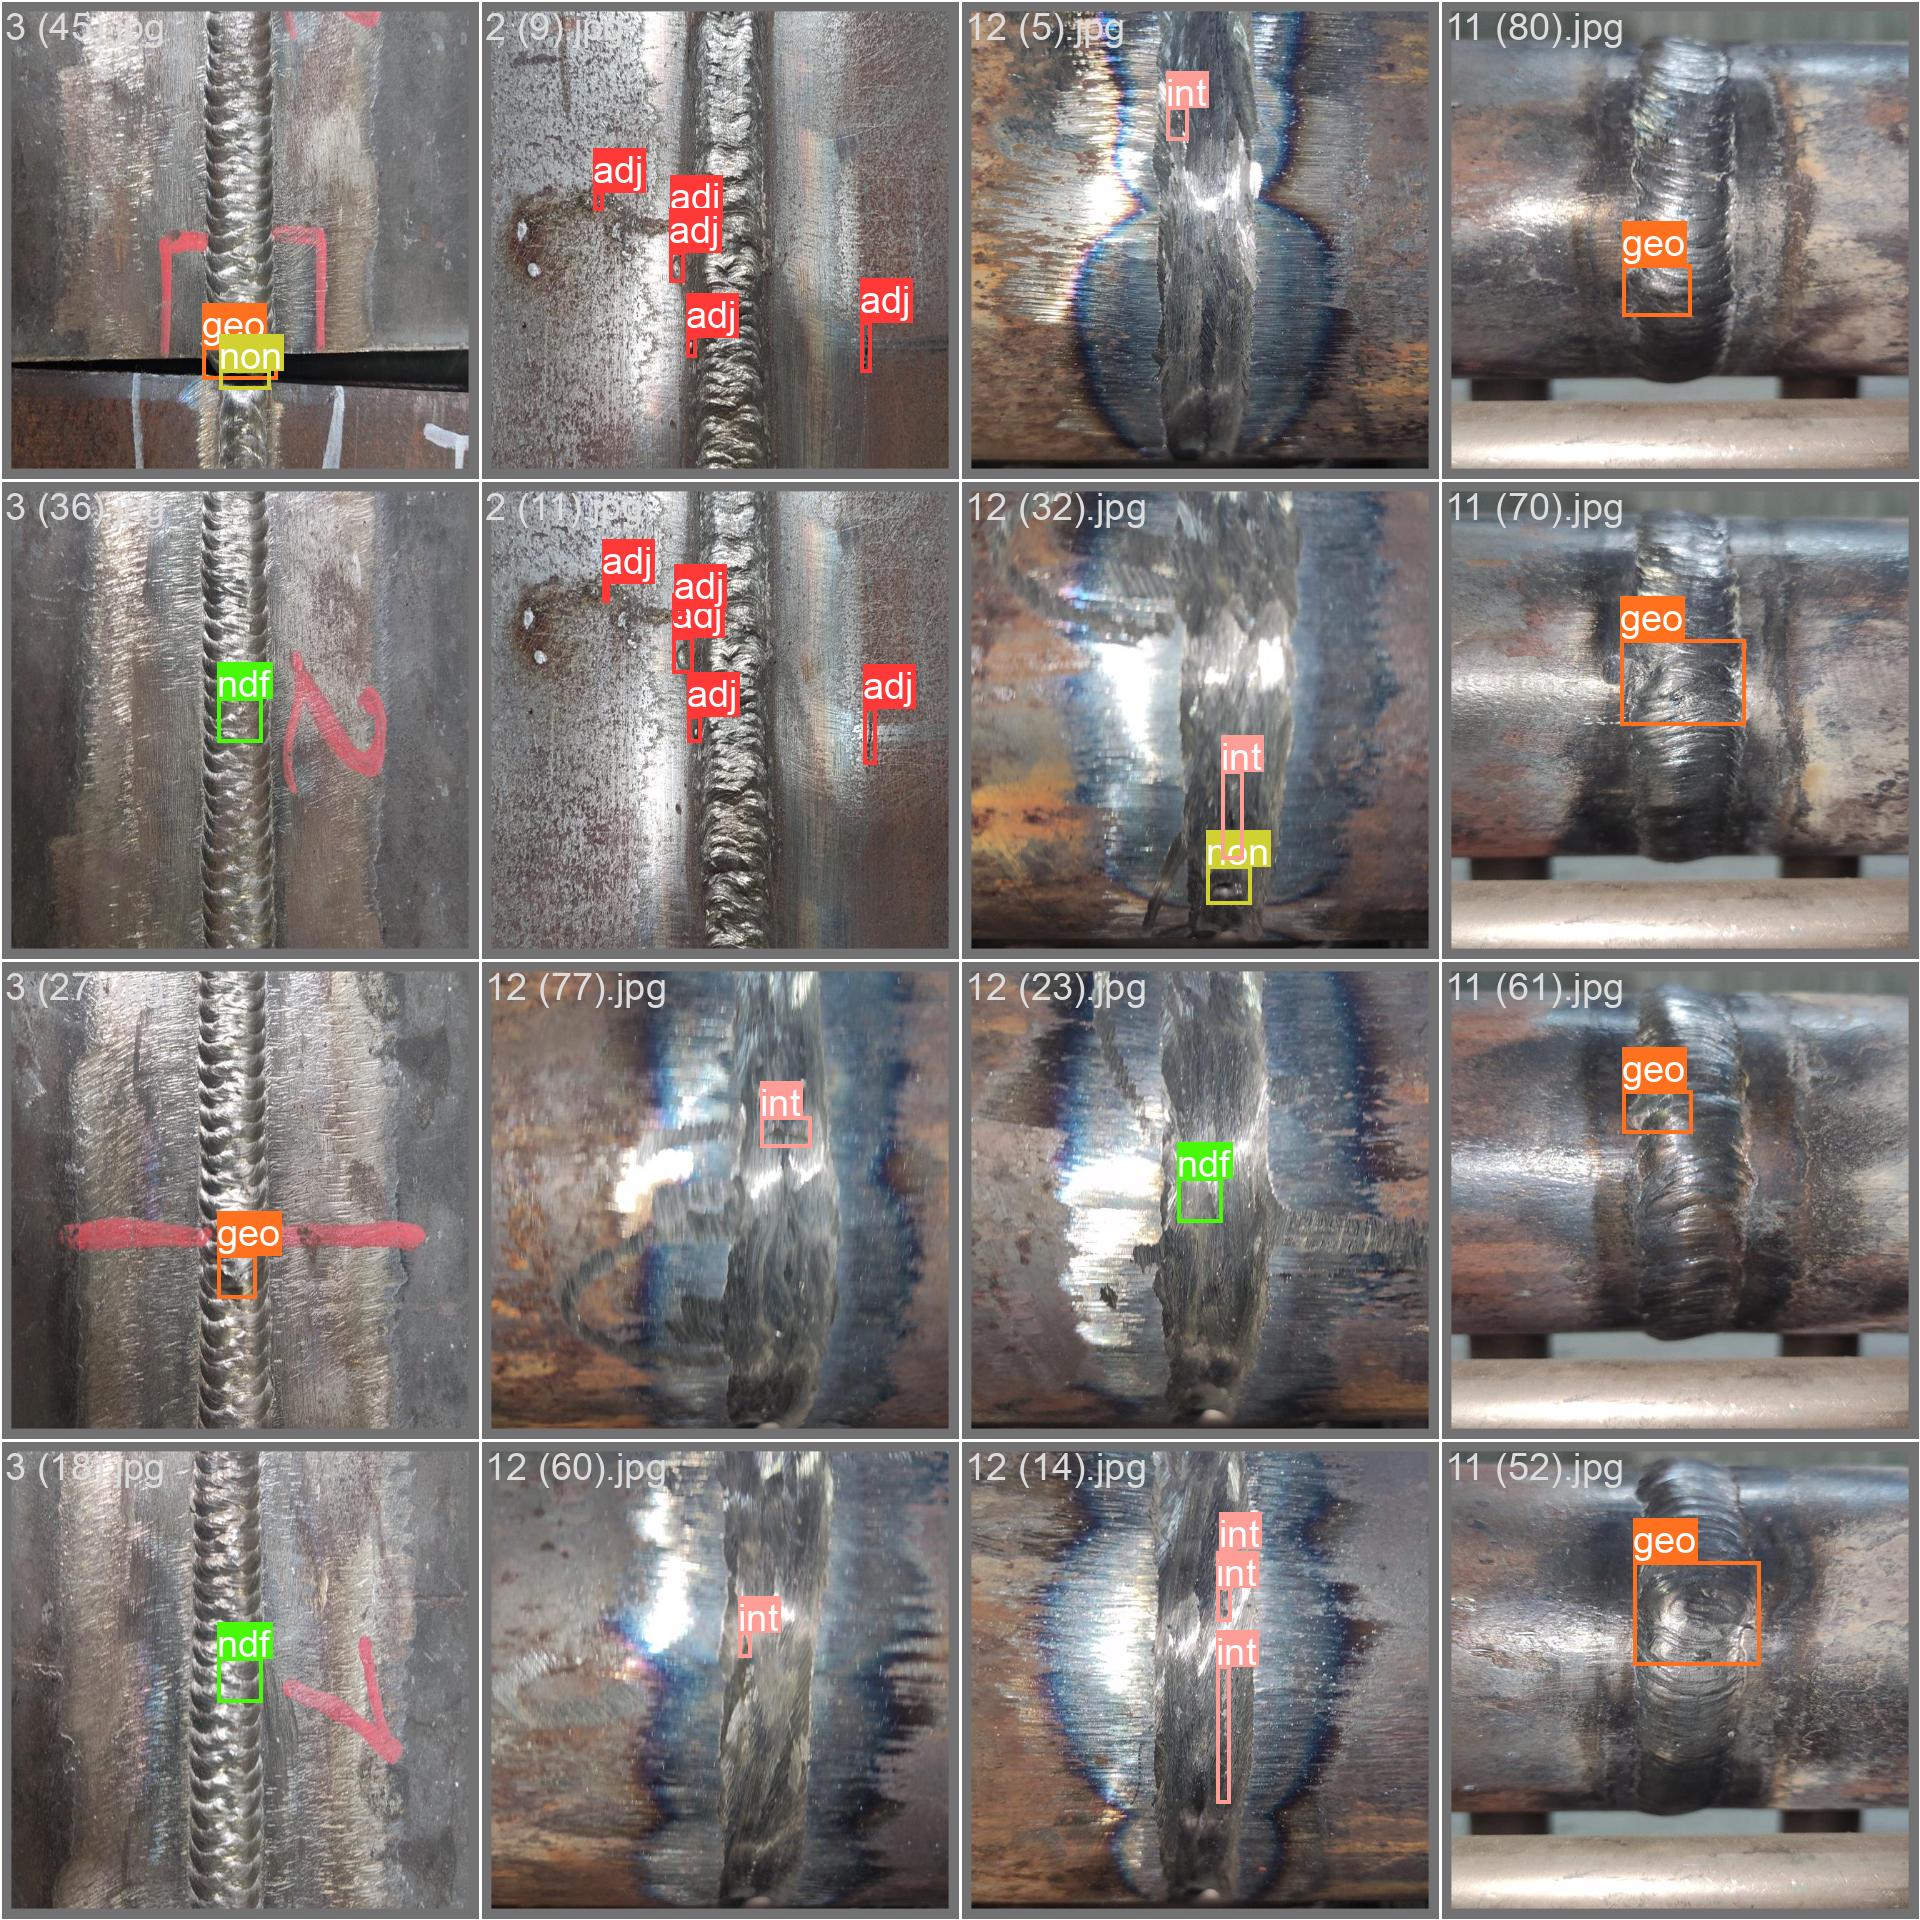 3 (45).jpg
geo
non
2 (9).jpg
adj
adj
adj
adj
adj
12 (5).jpg
int
11 (80).jpg
geo
3 (36).jpg
ndf
2
2 (11).jpg
adj
adj
adj
adj
adj
12 (32).jpg
int
non
11 (70).jpg
geo
3 (27).jpg
geo
12 (77).jpg
int
12 (23).jpg
ndf
11 (61).jpg
geo
3 (18).jpg
ndf
12 (60).jpg
int
12 (14).jpg
int
int
int
11 (52).jpg
geo